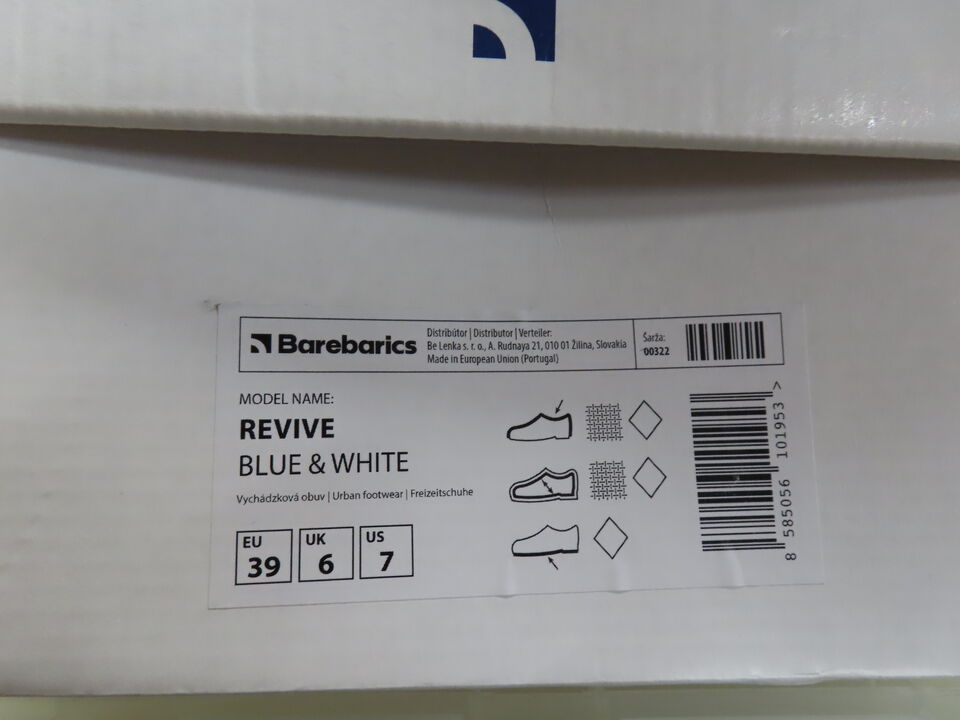 Barebarics
Distribútor | Distributor | Verteiler:
Be Lenka s. r. o., A. Rudnaya 21, 010 01 Žilina, Slovakia
Made in European Union (Portugal)
Šarža:
00322
MODEL NAME:
REVIVE
BLUE & WHITE
Vychádzková obuv | Urban footwear | Freizeitschuhe
EU
39
UK
6
US
7
8 585056 101953 >